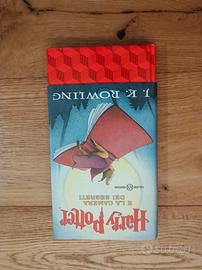 J. K. ROWLING
Harry Potter
E LA CAMERA
DEI SEGRETI